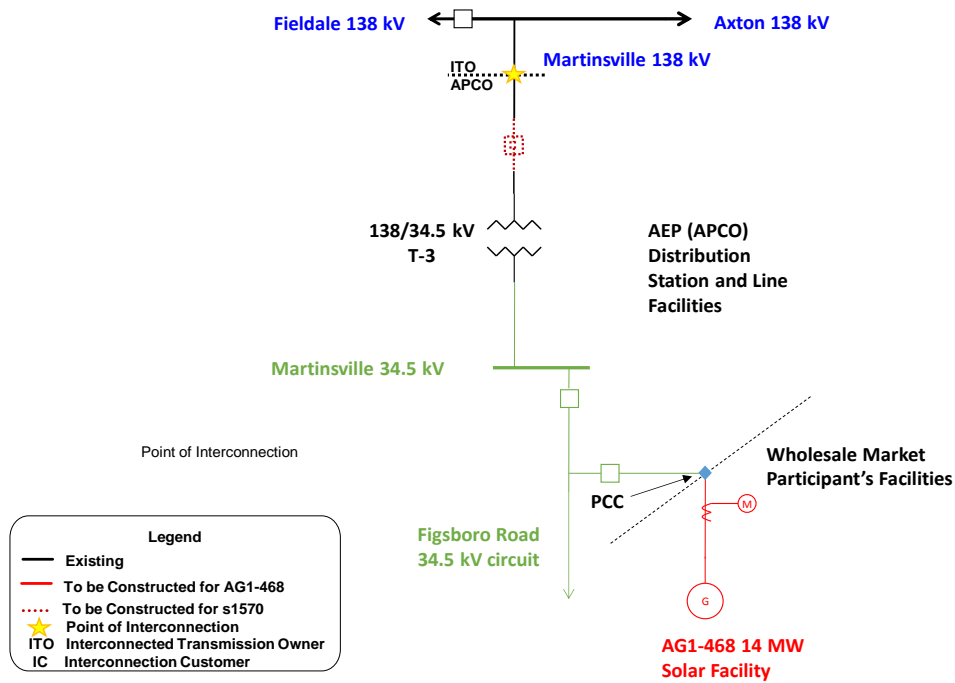 Fieldale 138 kV
Axton 138 kV
Martinsville 138 kV
ITO
APCO
138/34.5 kV
T-3
AEP (APCO)
Distribution
Station and Line
Facilities
Martinsville 34.5 kV
Point of Interconnection
Wholesale Market
Participant's Facilities
PCC
M
Figsboro Road
34.5 kV circuit
G
AG1-468 14 MW
Solar Facility
Legend
Existing
To be Constructed for AG1-468
To be Constructed for s1570
Point of Interconnection
ITO Interconnected Transmission Owner
IC Interconnection Customer